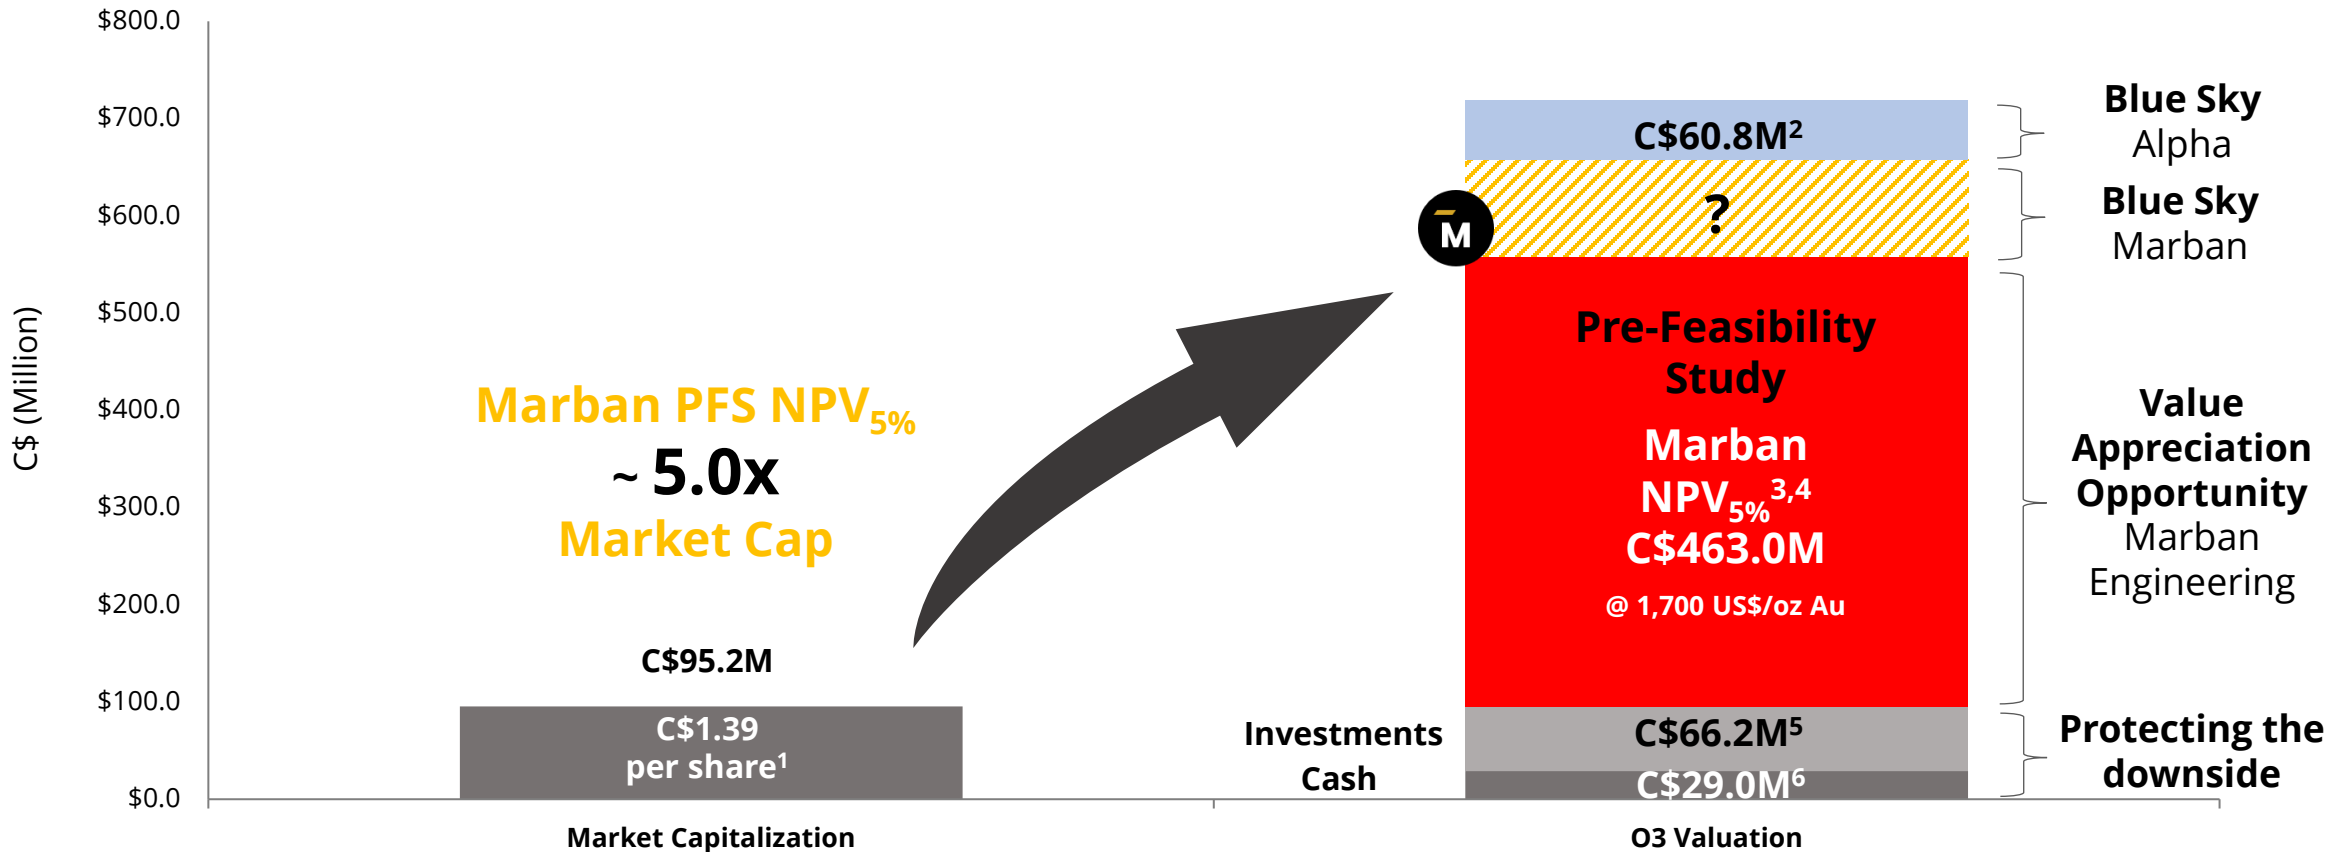 C$ (Million)
$800.0
$700.0
$600.0
$500.0
$400.0
$300.0
$200.0
$100.0
$0.0
Marban PFS NPV5%
~ 5.0x
Market Cap
C$95.2M
C$1.39
per share1
Market Capitalization
M
C$60.8M2
?
Pre-Feasibility
Study
Marban
NPV5%3,4
C$463.0M
@ 1,700 US$/oz Au
Investments
C$66.2M5
Cash
C$29.0M6
O3 Valuation
Blue Sky
Alpha
Blue Sky
Marban
Value
Appreciation
Opportunity
Marban
Engineering
Protecting the
downside